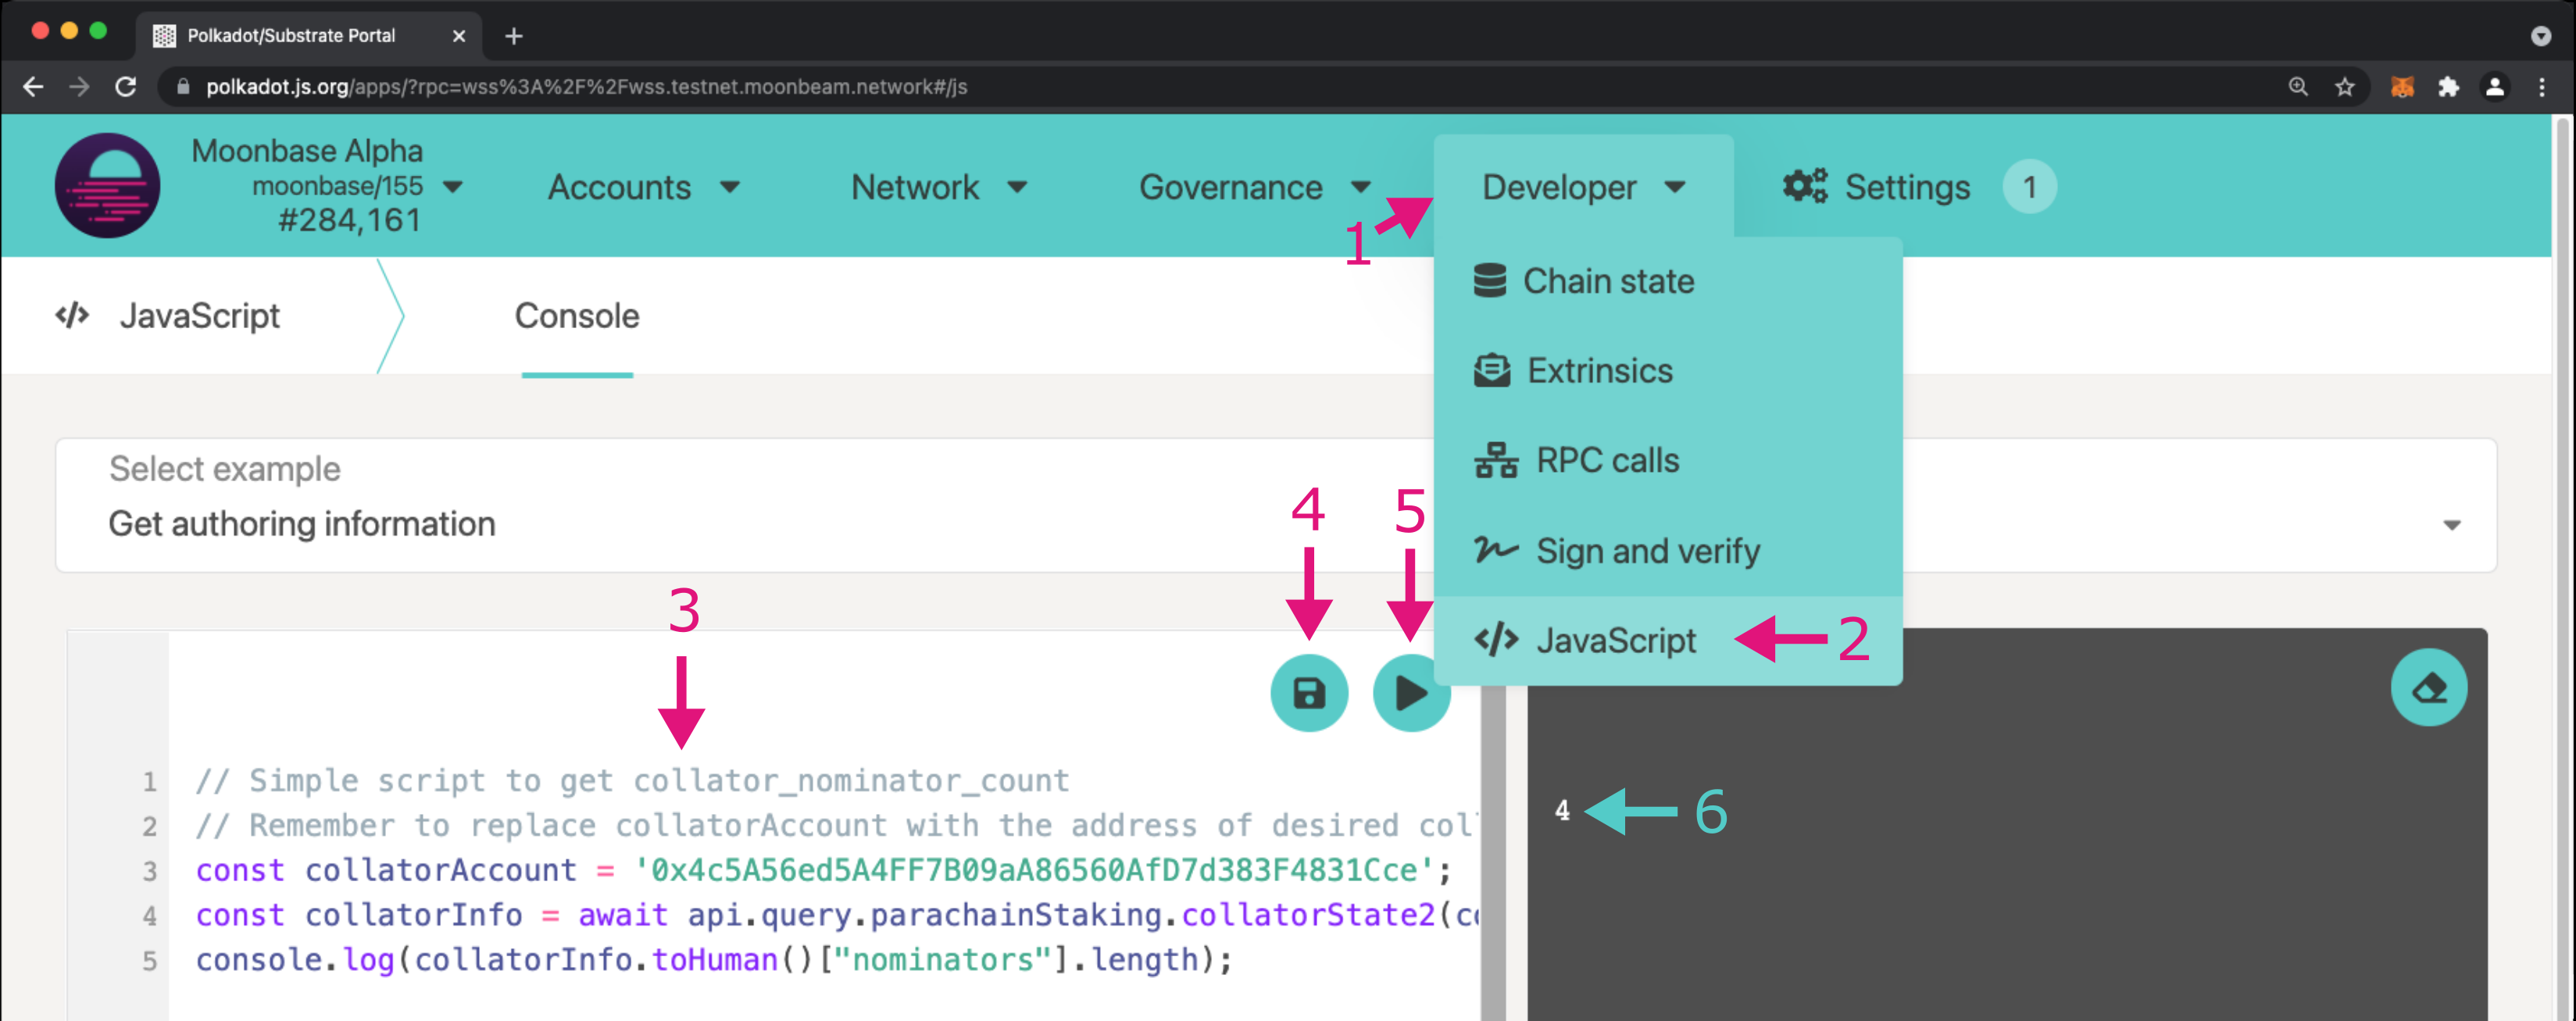 Polkadot/Substrate Portal
polkadot.js.org/apps/?rpc=wss%3A%2F%2Fwss.testnet.moonbeam.network#/js
Moonbase Alpha
moonbase/155
#284,161
Accounts
Network
Governance
Developer
Settings
1
1
Chain state
Extrinsics
RPC calls
Sign and verify
JavaScript
2
</> JavaScript
Console
Select example
Get authoring information
3
4
5
1 // Simple script to get collator_nominator_count
2 // Remember to replace collatorAccount with the address of desired col
3 const collatorAccount = '0x4c5A56ed5A4FF7B09aA86560AfD7d383F4831Cce';
4 const collatorInfo = await api.query.parachainStaking.collatorState2(co
5 console.log(collatorInfo.toHuman()["nominators"].length);
4
6